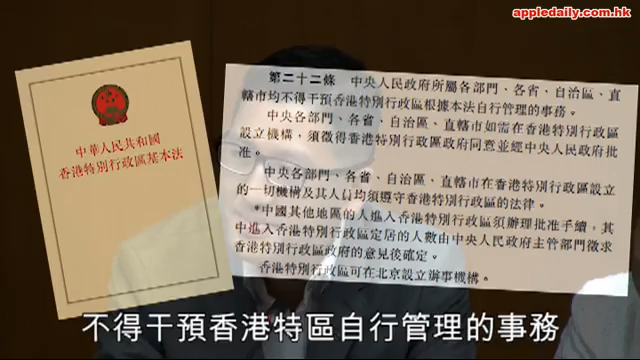 appledaily.com.hk
中華人民共和國
香港特別行政區基本法
第二十二條　中央人民政府所屬各部門、各省、自治區、直
轄市均不得干預香港特別行政區根據本法自行管理的事務。
中央各部門、各省、自治區、直轄市如需在香港特別行政區
設立機構，須徵得香港特別行政區政府同意並經中央人民政府批
准。
中央各部門、各省、自治區、直轄市在香港特別行政區設立
的一切機構及其人員均須遵守香港特別行政區的法律。
*中國其他地區的人進入香港特別行政區須辦理批准手續，其
中進入香港特別行政區定居的人數由中央人民政府主管部門徵求
香港特別行政區政府的意見後確定。
香港特別行政區可在北京設立辦事機構。
不得干預香港特區自行管理的事務